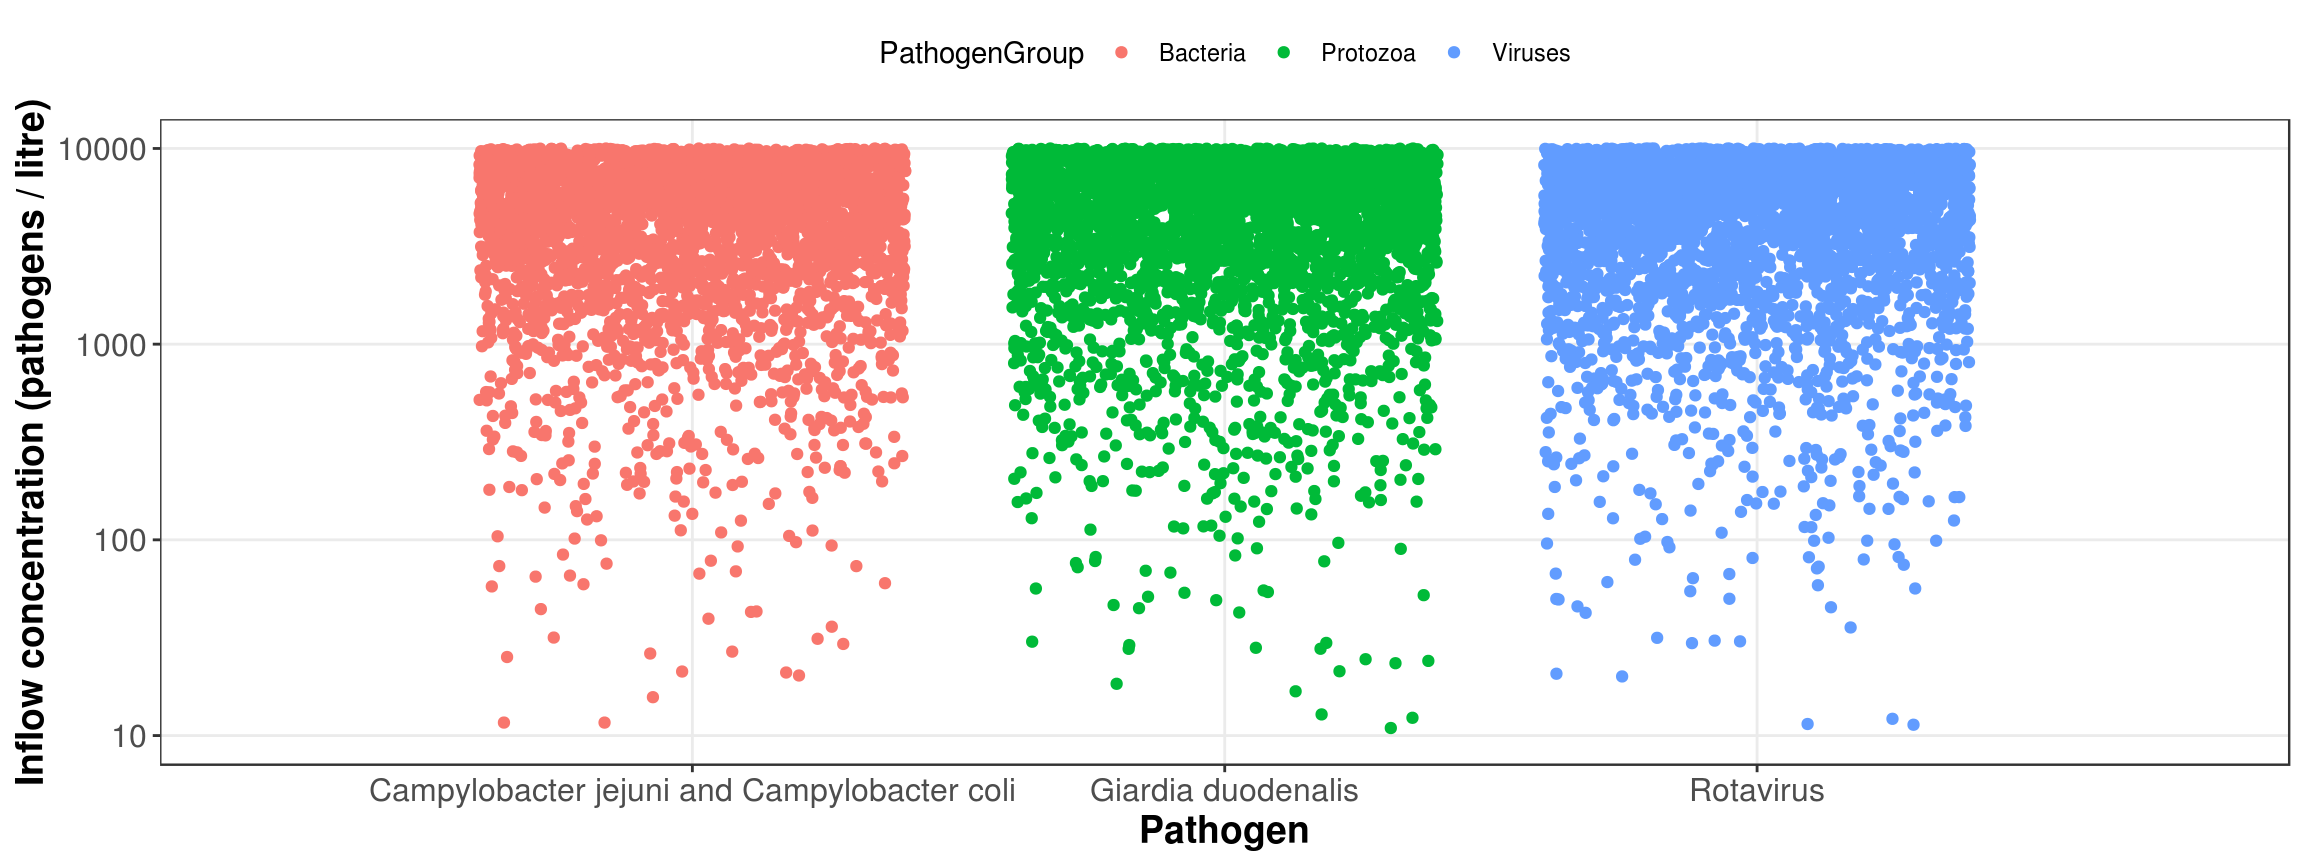 PathogenGroup Bacteria Protozoa Viruses
Inflow concentration (pathogens / litre)
10000
1000
100
10
Campylobacter jejuni and Campylobacter coli Giardia duodenalis Rotavirus
Pathogen